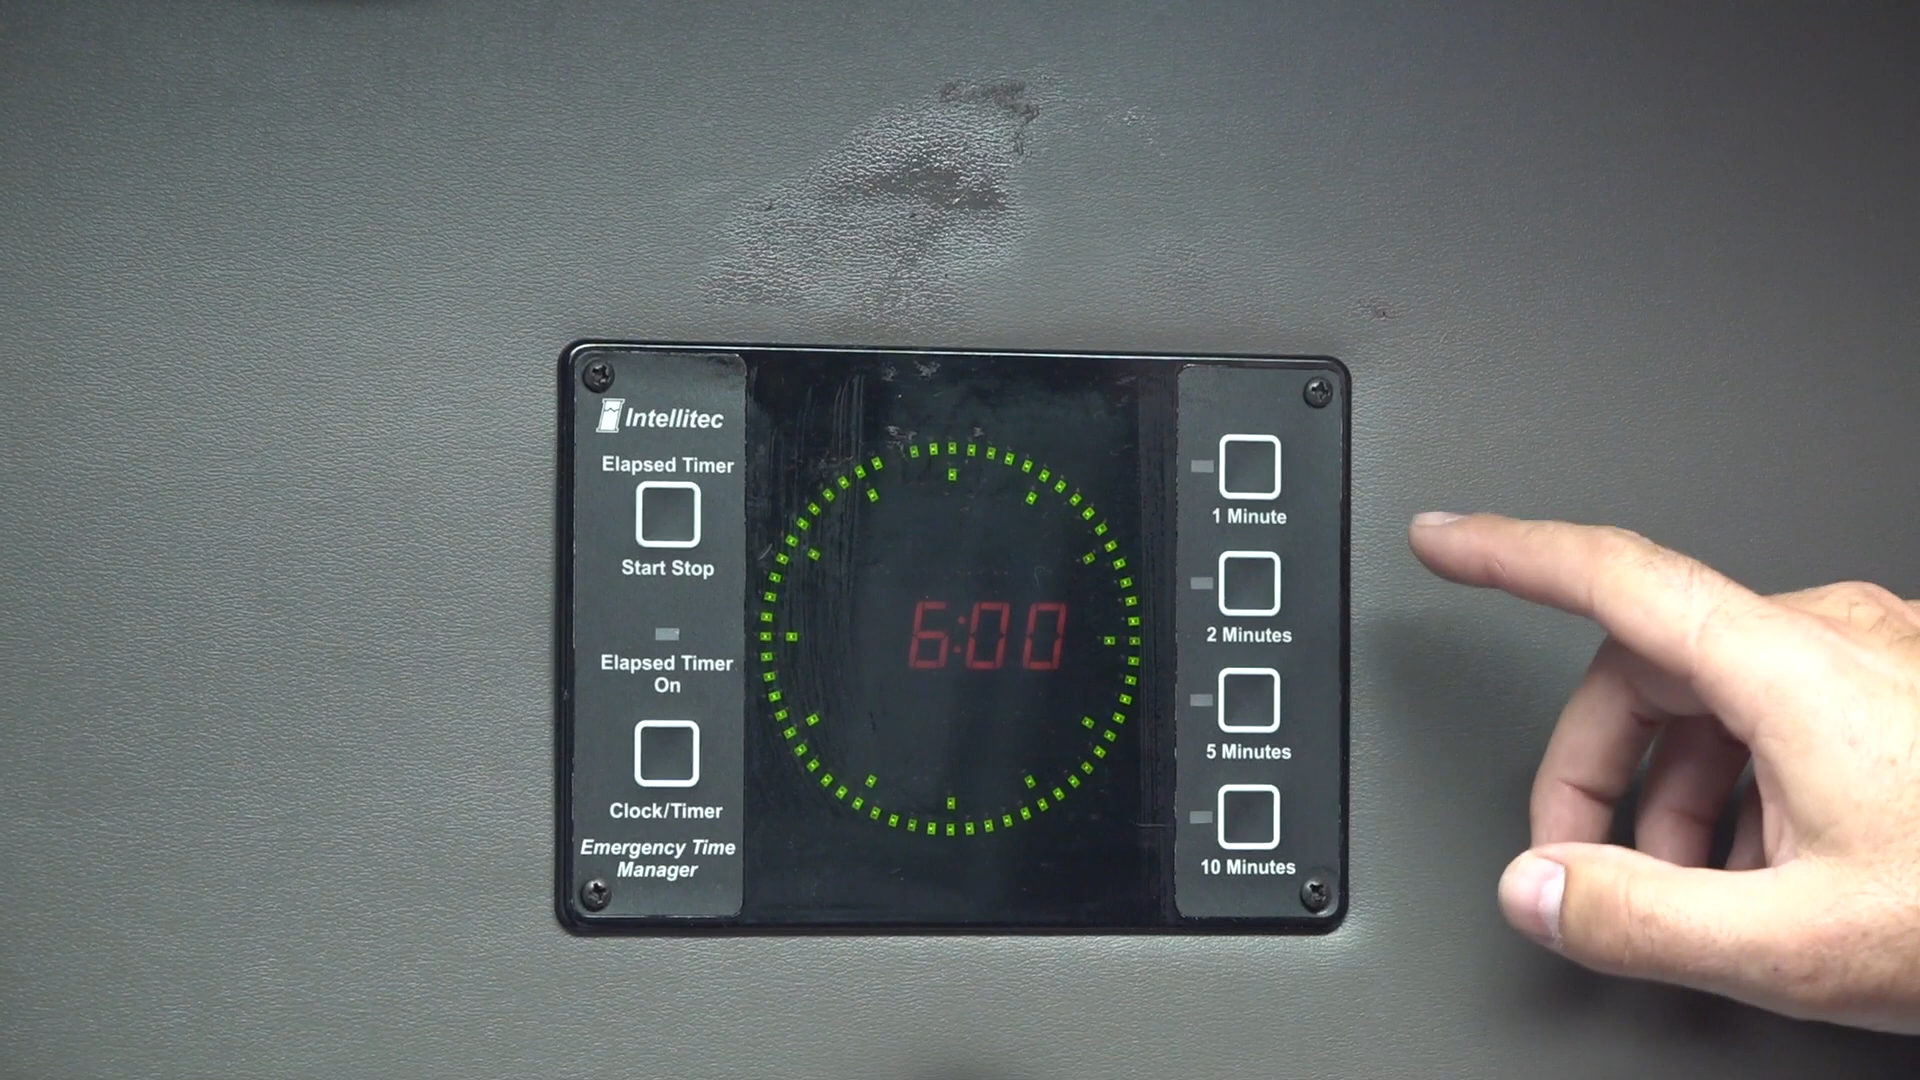 Intellitec
Elapsed Timer
Start Stop
Elapsed Timer
On
Clock/Timer
Emergency Time
Manager
6:00
1 Minute
2 Minutes
5 Minutes
10 Minutes